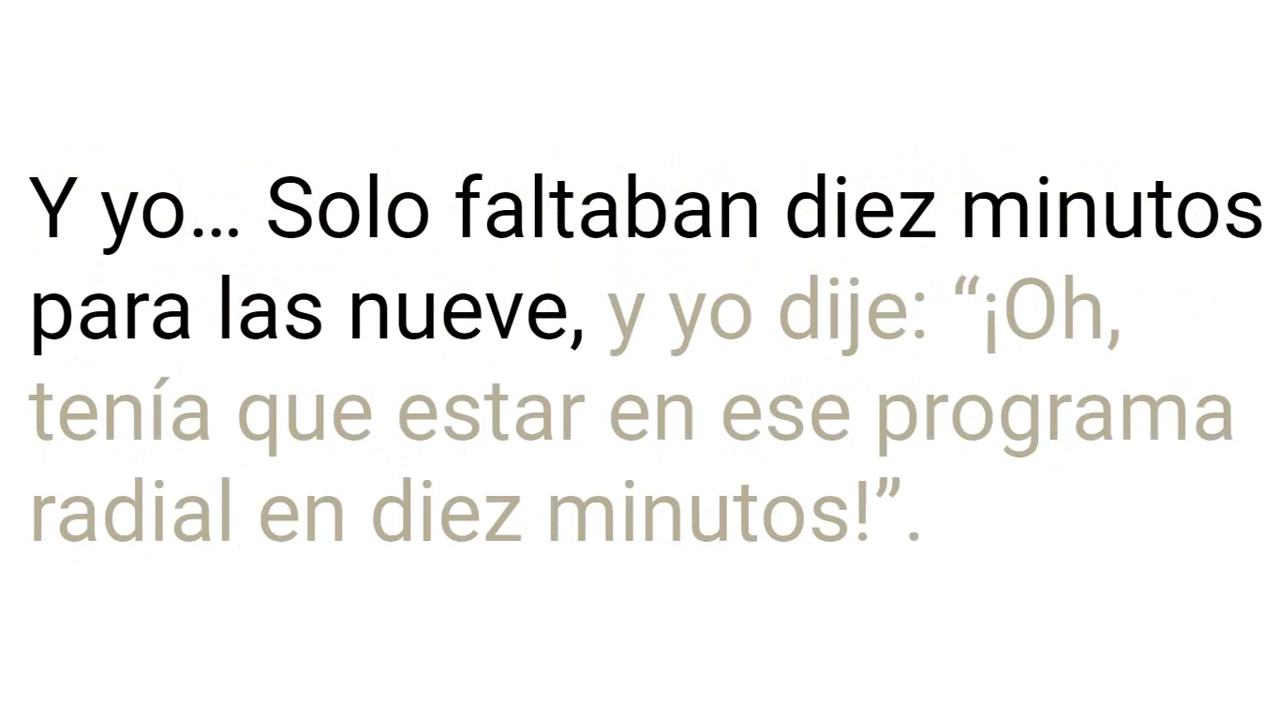 Y yo… Solo faltaban diez minutos
para las nueve, y yo dije: “¡Oh,
tenía que estar en ese programa
radial en diez minutos!”.